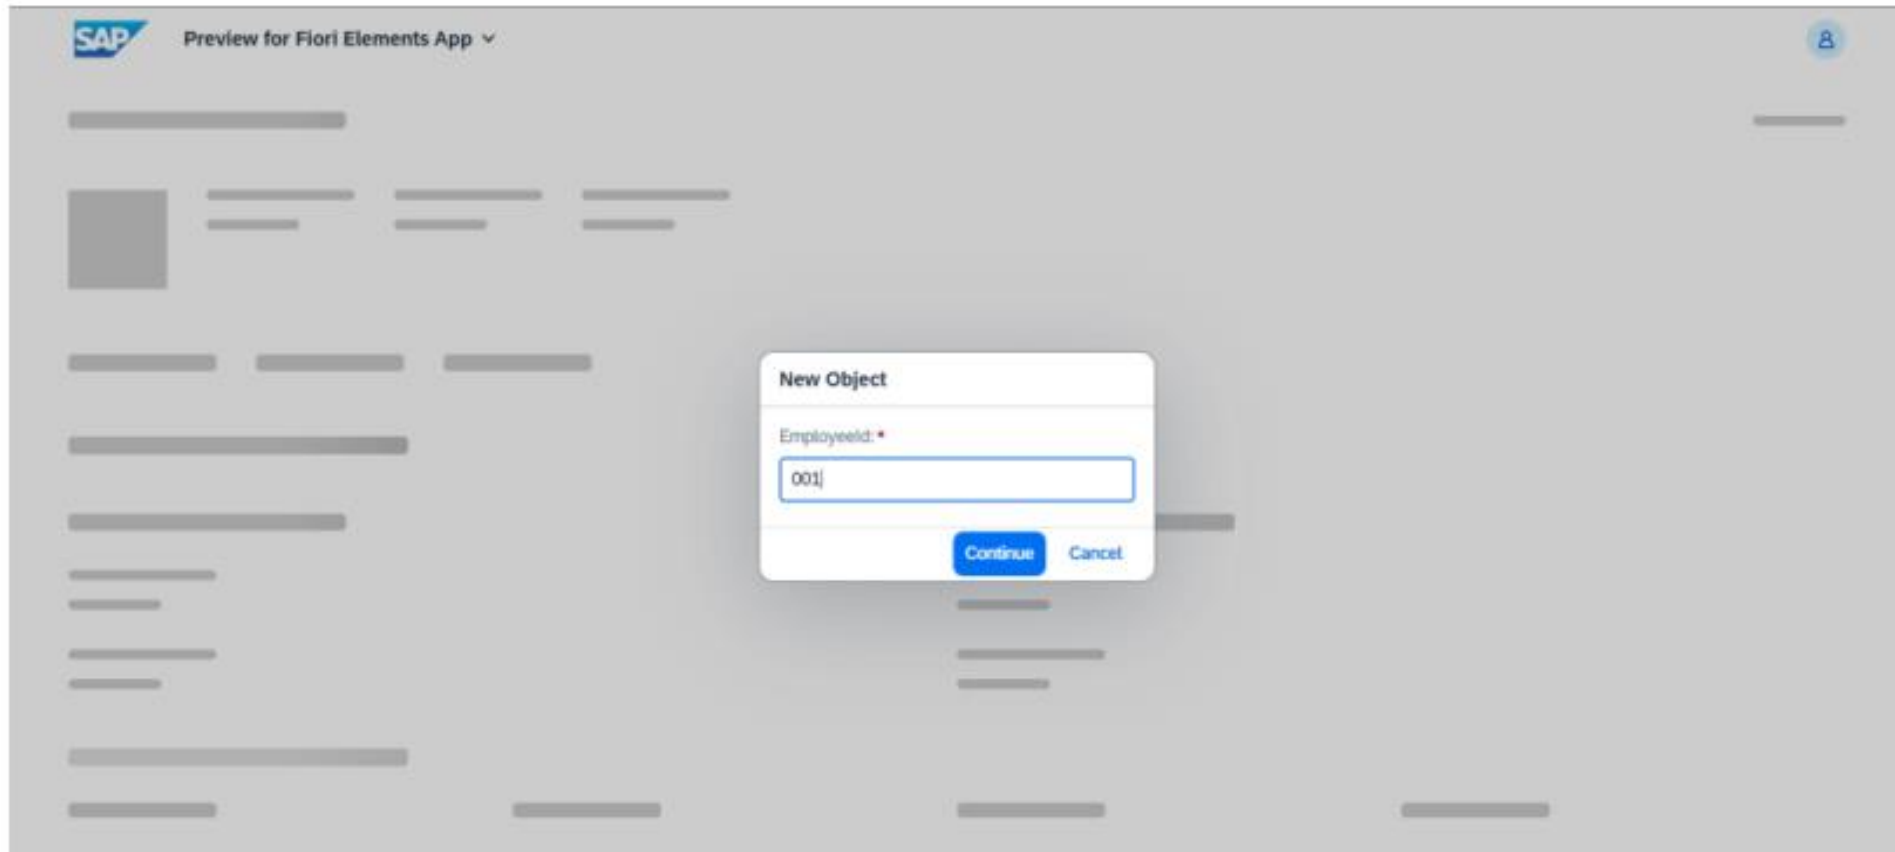 SAP Preview for Fiori Elements App
New Object
EmployeeId: *
001
Continue Cancel